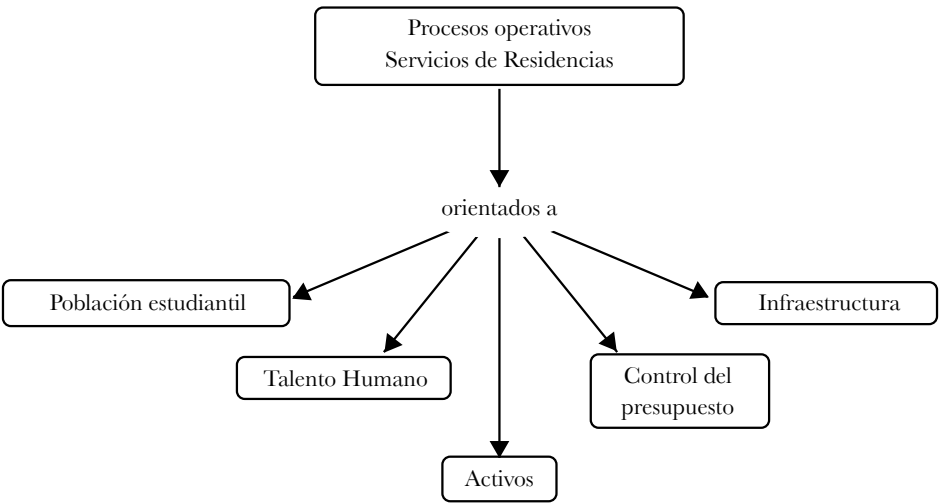 Procesos operativos
Servicios de Residencias
orientados a
Población estudiantil
Infraestructura
Talento Humano
Control del
presupuesto
Activos